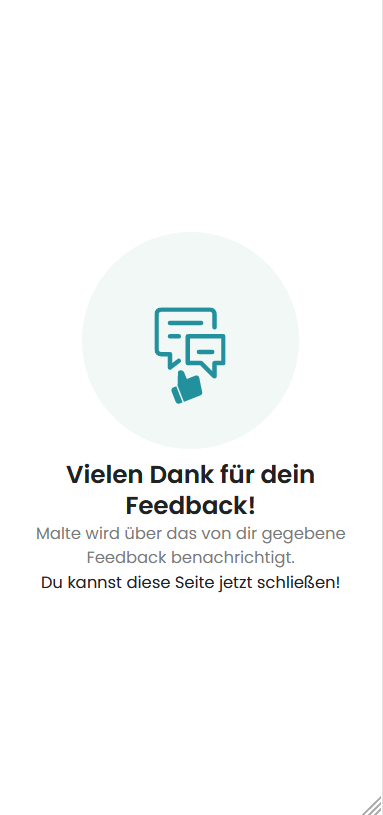 Vielen Dank für dein
Feedback!
Malte wird über das von dir gegebene
Feedback benachrichtigt.
Du kannst diese Seite jetzt schließen!